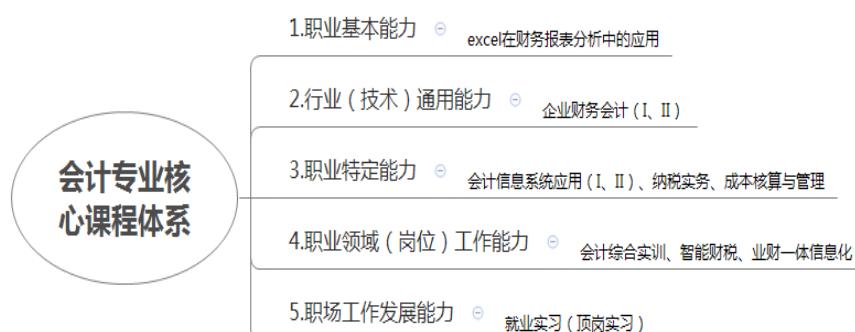 会计专业核
心课程体系
1.职业基本能力
excel在财务报表分析中的应用
2.行业（技术）通用能力
企业财务会计（I、II）
3.职业特定能力
会计信息系统应用（I、II）、纳税实务、成本核算与管理
4.职业领域（岗位）工作能力
会计综合实训、智能财税、业财一体信息化
5.职场工作发展能力
就业实习（顶岗实习）